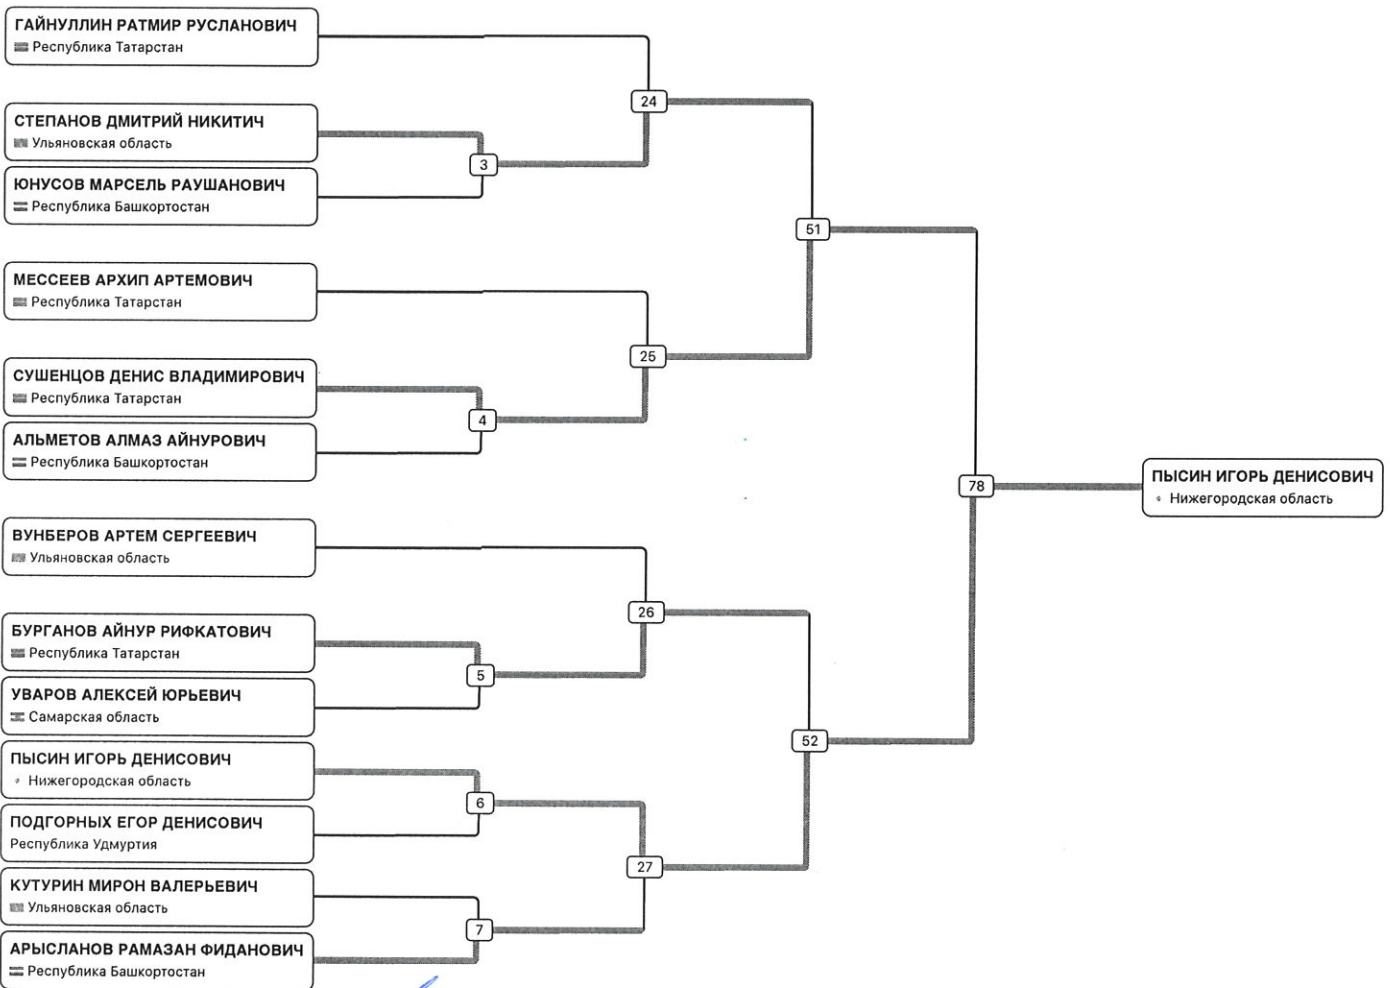 ГАЙНУЛЛИН РАТМИР РУСЛАНОВИЧ
Республика Татарстан
24
СТЕПАНОВ ДМИТРИЙ НИКИТИЧ
Ульяновская область
3
ЮНУСОВ МАРСЕЛЬ РАУШАНОВИЧ
Республика Башкортостан
51
МЕССЕЕВ АРХИП АРТЕМОВИЧ
Республика Татарстан
25
СУШЕНЦОВ ДЕНИС ВЛАДИМИРОВИЧ
Республика Татарстан
4
АЛЬМЕТОВ АЛМАЗ АЙНУРОВИЧ
Республика Башкортостан
78
ПЫСИН ИГОРЬ ДЕНИСОВИЧ
Нижегородская область
ВУНБЕРОВ АРТЕМ СЕРГЕЕВИЧ
Ульяновская область
26
БУРГАНОВ АЙНУР РИФКАТОВИЧ
Республика Татарстан
5
УВАРОВ АЛЕКСЕЙ ЮРЬЕВИЧ
Самарская область
52
ПЫСИН ИГОРЬ ДЕНИСОВИЧ
Нижегородская область
6
ПОДГОРНЫХ ЕГОР ДЕНИСОВИЧ
Республика Удмуртия
27
КУТУРИН МИРОН ВАЛЕРЬЕВИЧ
Ульяновская область
7
АРЫСЛАНОВ РАМАЗАН ФИДАНОВИЧ
Республика Башкортостан